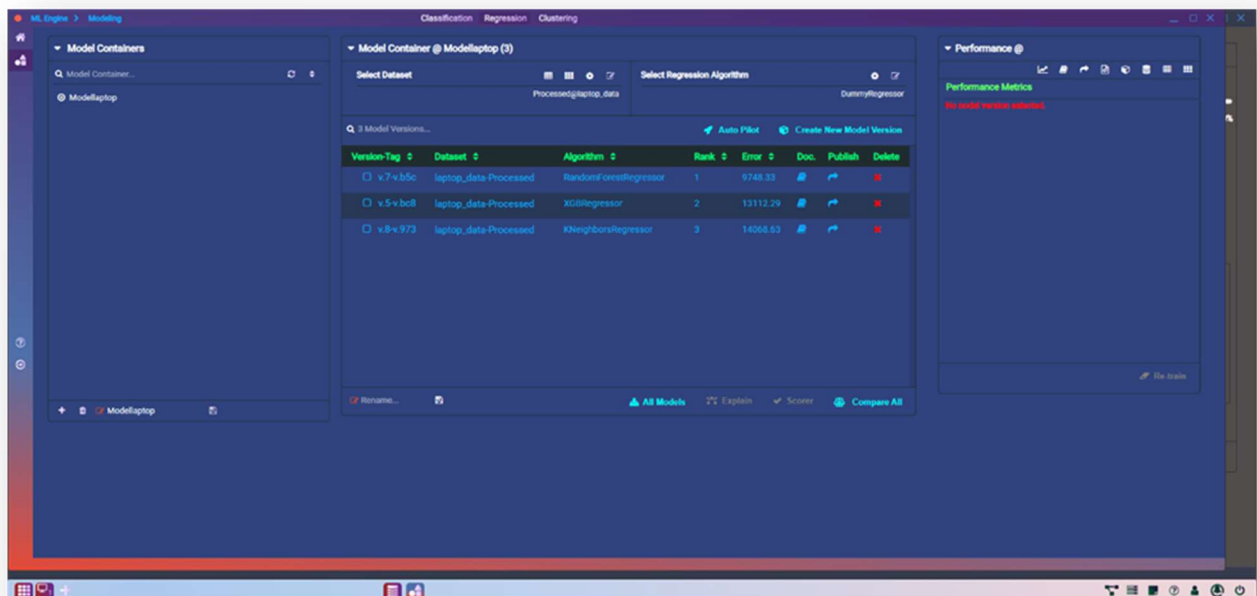 ML Engine > Modeling
Classification Regression Clustering
Model Containers
Model Container...
Modellaptop
Modellaptop
Model Container @ Modellaptop (3)
Select Dataset
Processed@laptop_data
Select Regression Algorithm
DummyRegressor
3 Model Versions...
Auto Pilot
Create New Model Version
Version-Tag Dataset Algorithm Rank Error Doc. Publish Delete
v.7-v.b5c laptop_data-Processed RandomForestRegressor 1 9748.33
v.5-v.bc8 laptop_data-Processed XGBRegressor 2 13112.29
v.8-v.973 laptop_data-Processed KNeighborsRegressor 3 14068.63
Rename...
All Models Explain Scorer Compare All
Performance @
Performance Metrics
No model version selected.
Re-train